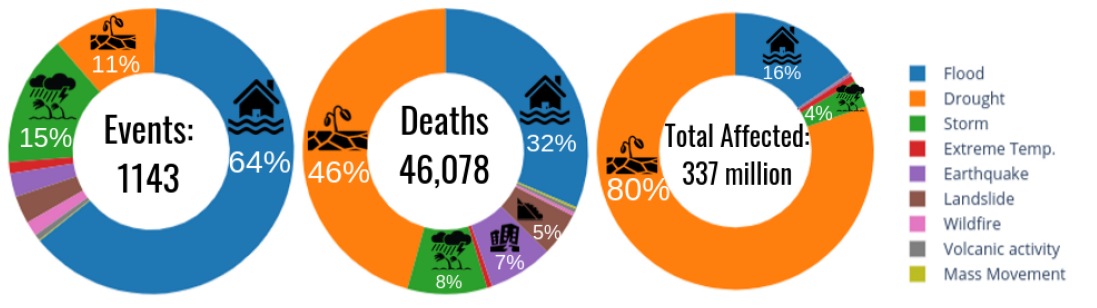 11%
15%
64%
Events:
1143
46%
32%
8%
7%
5%
Deaths
46,078
16%
4%
80%
Total Affected:
337 million
Flood
Drought
Storm
Extreme Temp.
Earthquake
Landslide
Wildfire
Volcanic activity
Mass Movement